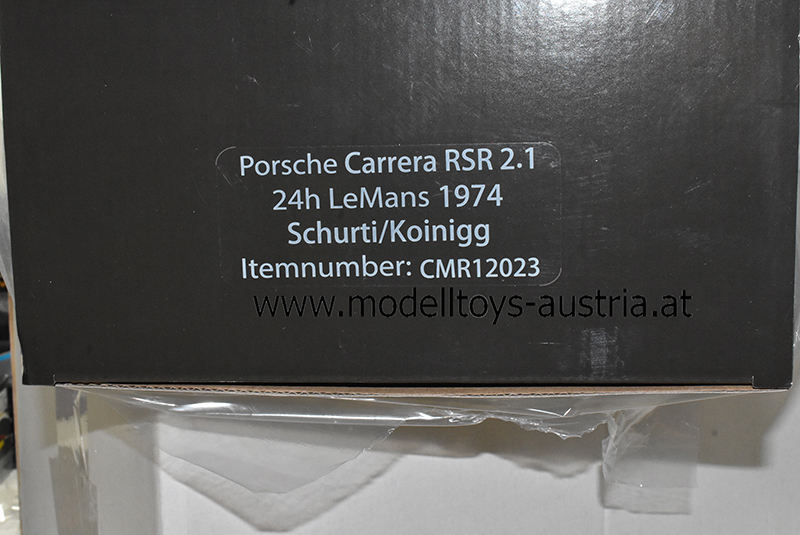 Porsche Carrera RSR 2.1
24h LeMans 1974
Schurti/Koinigg
Itemnumber: CMR12023
www.modelltoys-austria.at